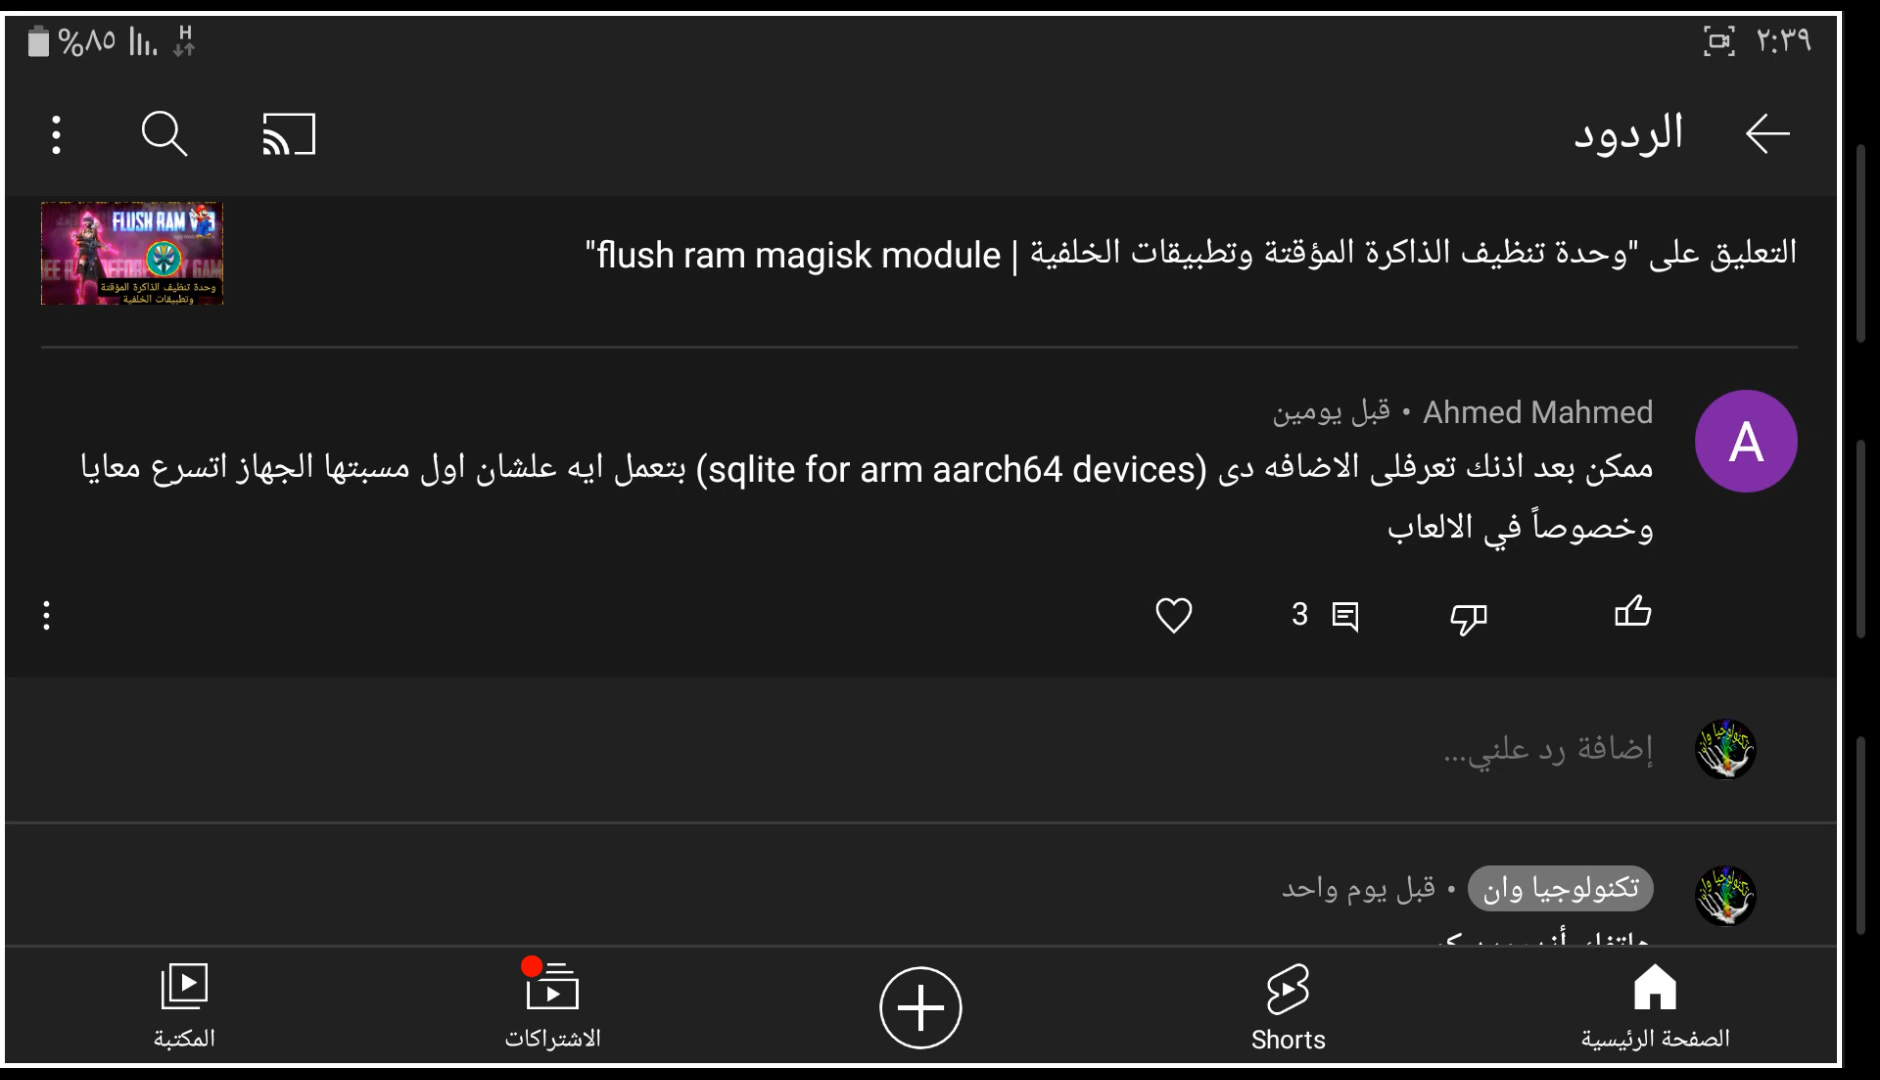 %٨٥ H ٢:٣٩
الردود
التعليق على "وحدة تنظيف الذاكرة المؤقتة وتطبيقات الخلفية | flush ram magisk module"
FLUSH RAM
وحدة تنظيف الذاكرة المؤقتة
وتطبيقات الخلفية
A
Ahmed Mahmed • قبل يومين
ممكن بعد اذنك تعرفلى الاضافه دى (sqlite for arm aarch64 devices) بتعمل ايه علشان اول مسبتها الجهاز اتسرع معايا
وخصوصاً في الالعاب
3
إضافة رد علني...
تكنولوجيا وان • قبل يوم واحد
الصفحة الرئيسية
Shorts
الاشتراكات
المكتبة